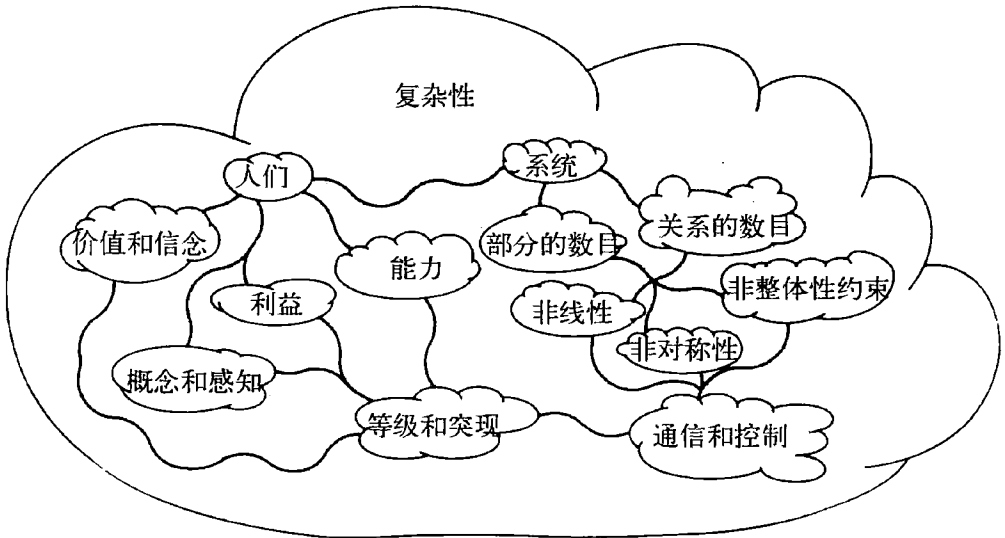 复杂性
人们
系统
价值和信念
能力
部分的数目
关系的数目
利益
非线性
非整体性约束
非对称性
概念和感知
等级和突现
通信和控制